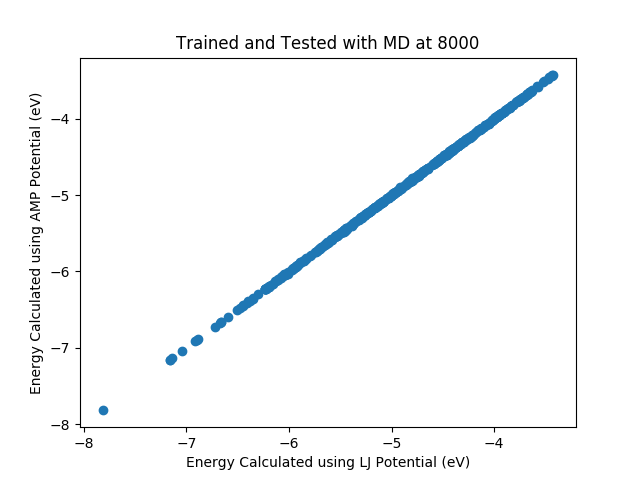 Trained and Tested with MD at 8000
Energy Calculated using AMP Potential (eV)
−4
−5
−6
−7
−8
−8 −7 −6 −5 −4
Energy Calculated using LJ Potential (eV)